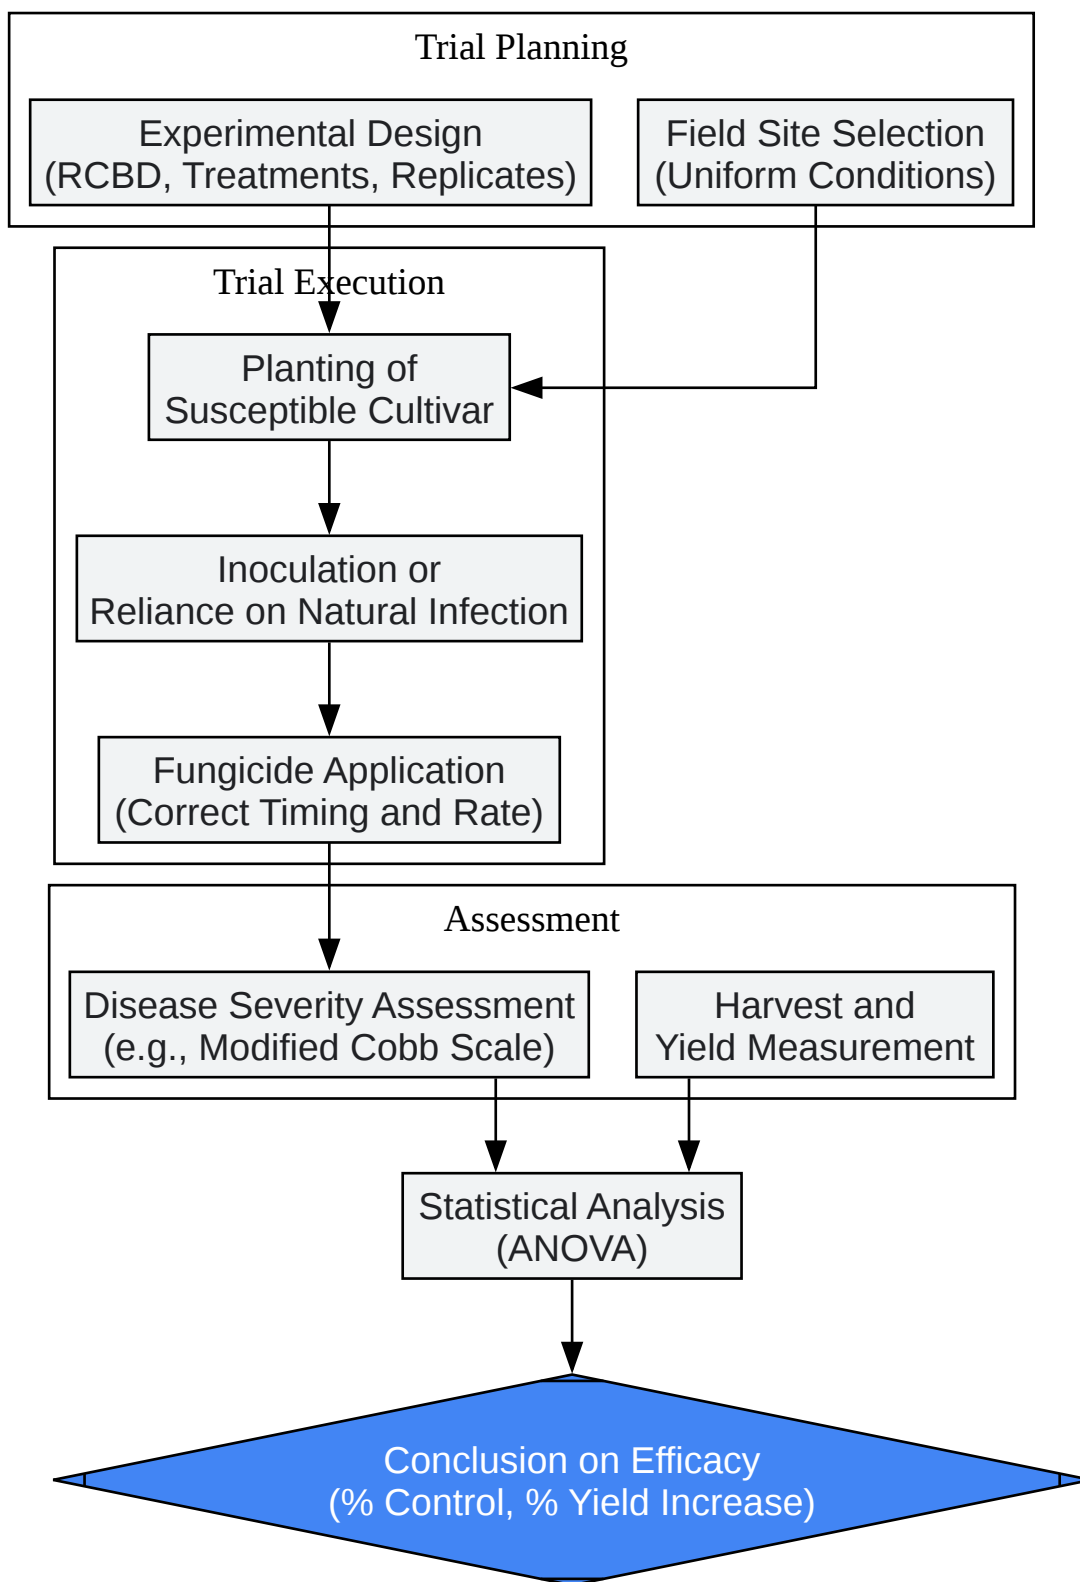 Trial Planning
Experimental Design
(RCBD, Treatments, Replicates)
Field Site Selection
(Uniform Conditions)
Trial Execution
Planting of
Susceptible Cultivar
Inoculation or
Reliance on Natural Infection
Fungicide Application
(Correct Timing and Rate)
Assessment
Disease Severity Assessment
(e.g., Modified Cobb Scale)
Harvest and
Yield Measurement
Statistical Analysis
(ANOVA)
Conclusion on Efficacy
(% Control, % Yield Increase)